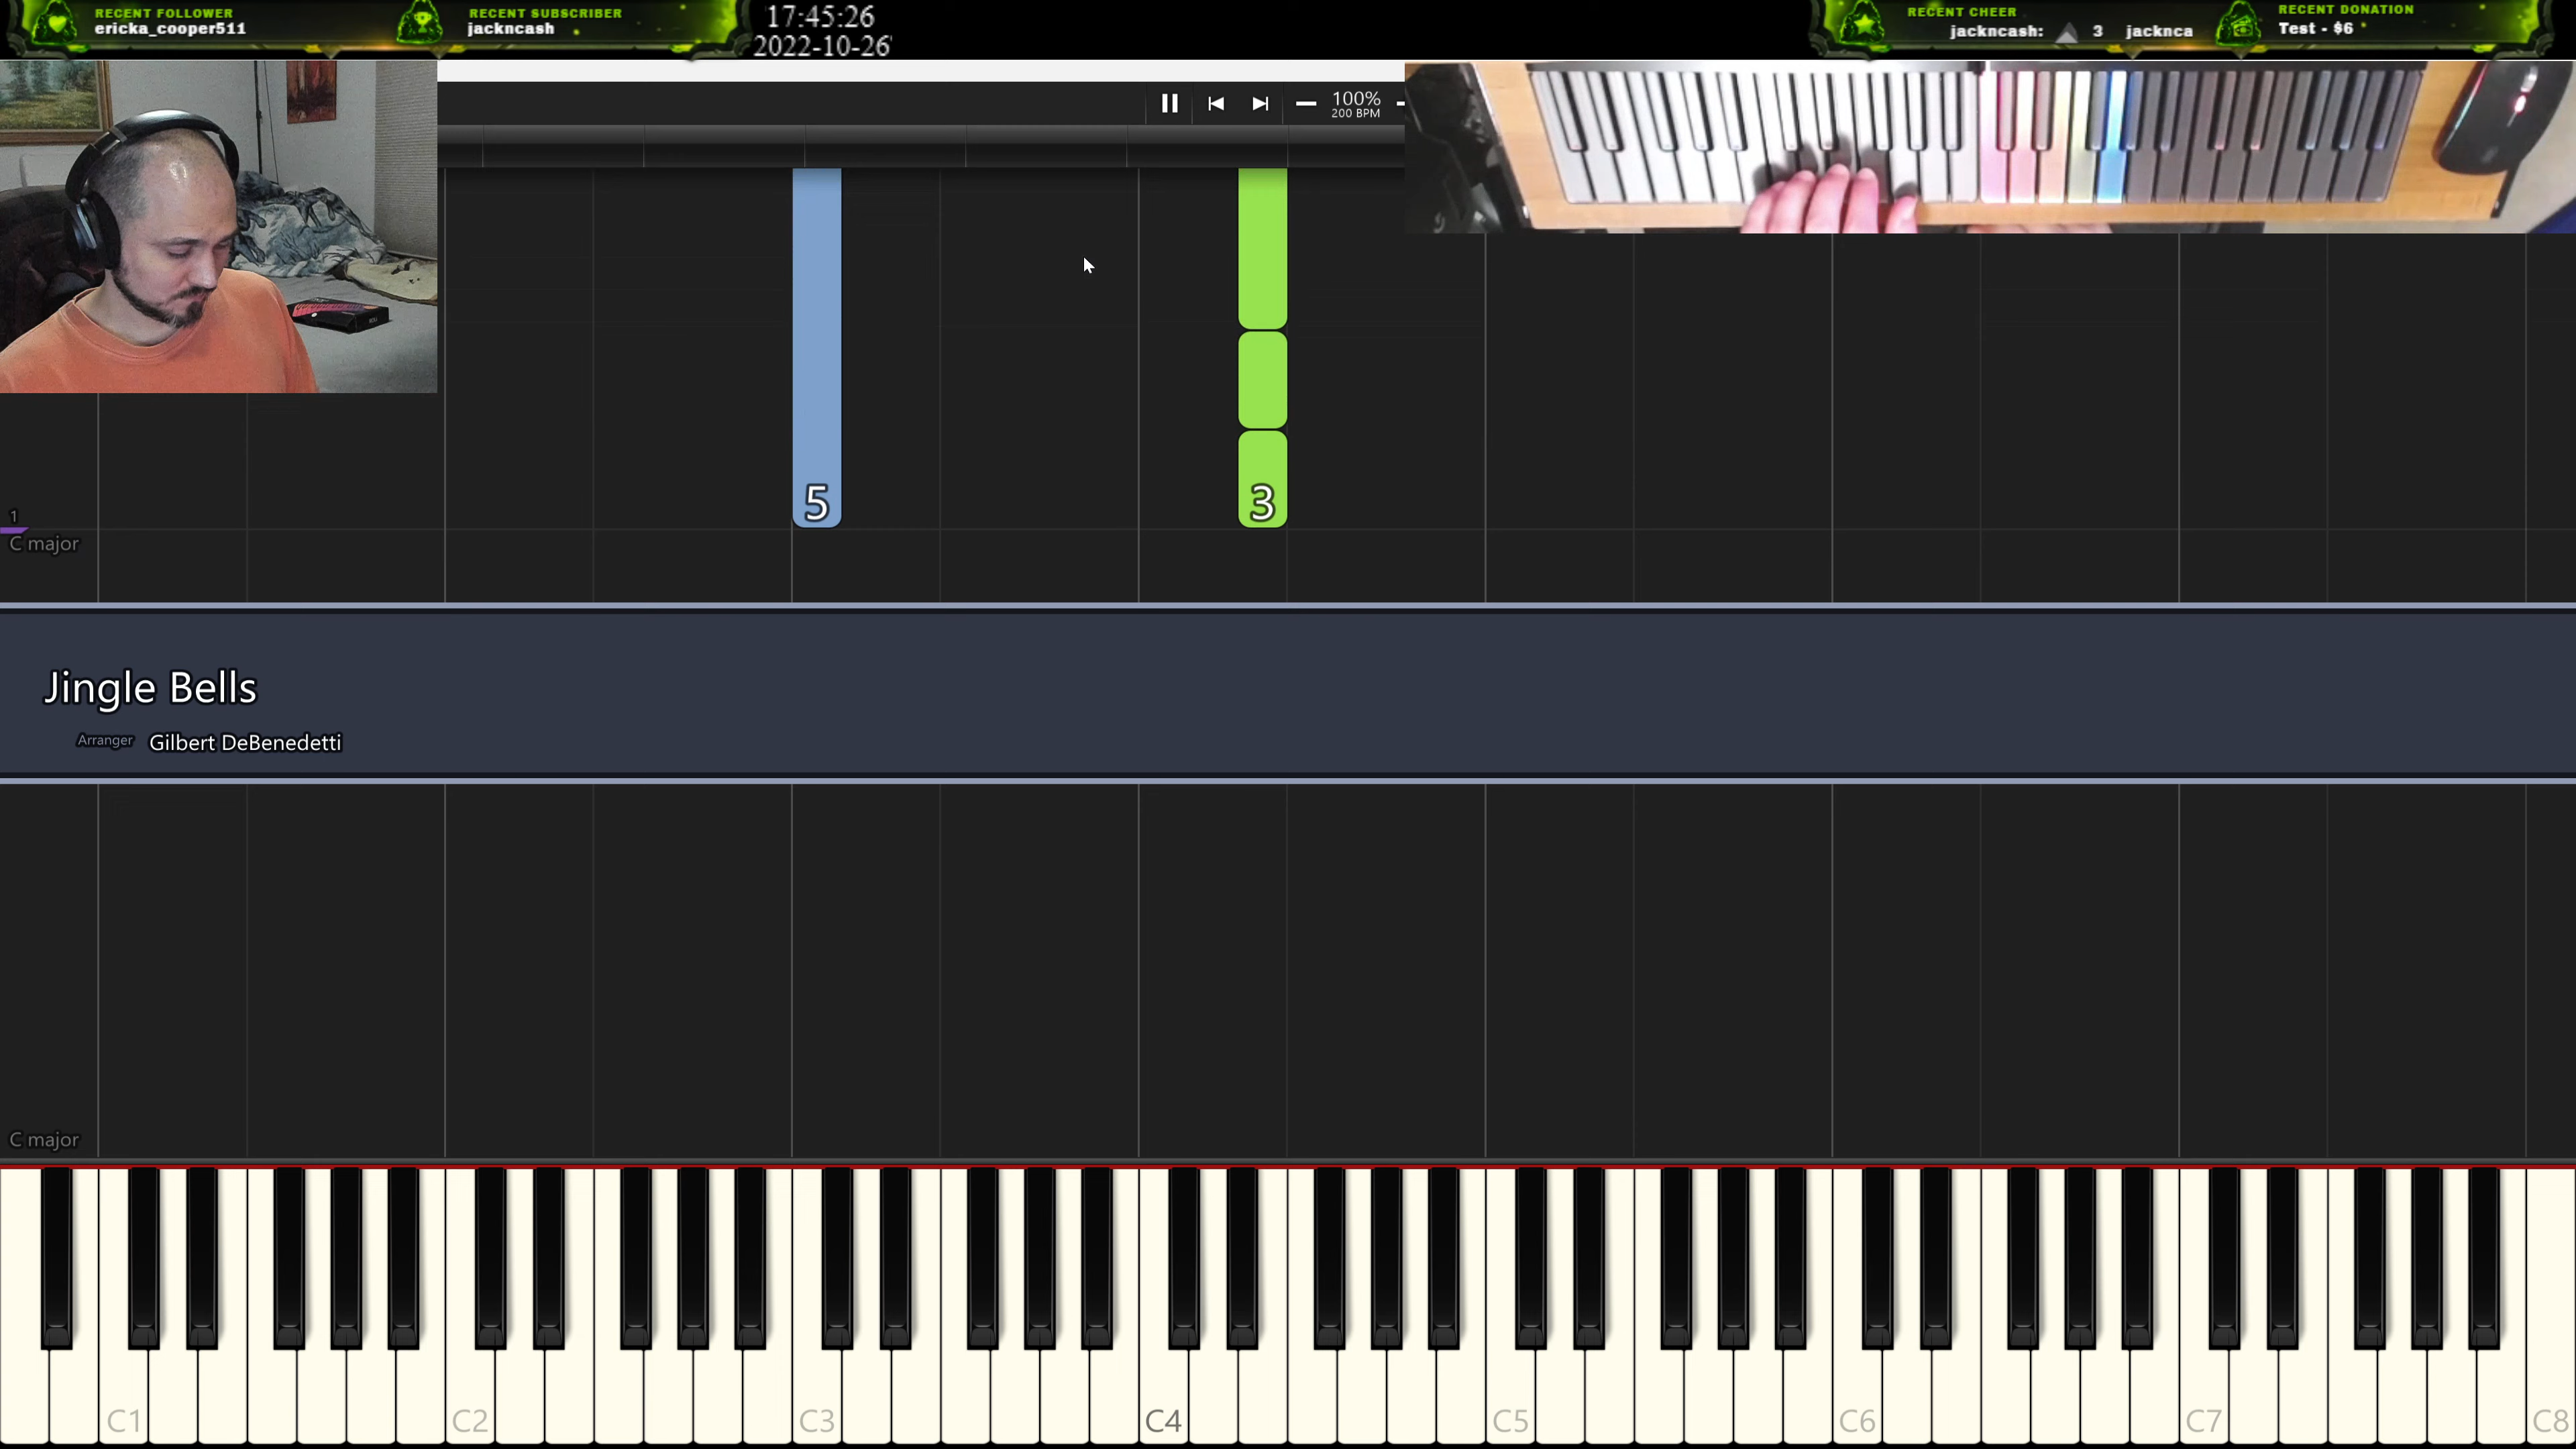 RECENT FOLLOWER
ericka_cooper511
RECENT SUBSCRIBER
jackncash
17:45:26
2022-10-26
RECENT CHEER
jackncash: 3 jacknca
RECENT DONATION
Test - $6
100%
200 BPM
5
3
1
C major
Jingle Bells
Arranger Gilbert DeBenedetti
C major
C1 C2 C3 C4 C5 C6 C7 C8